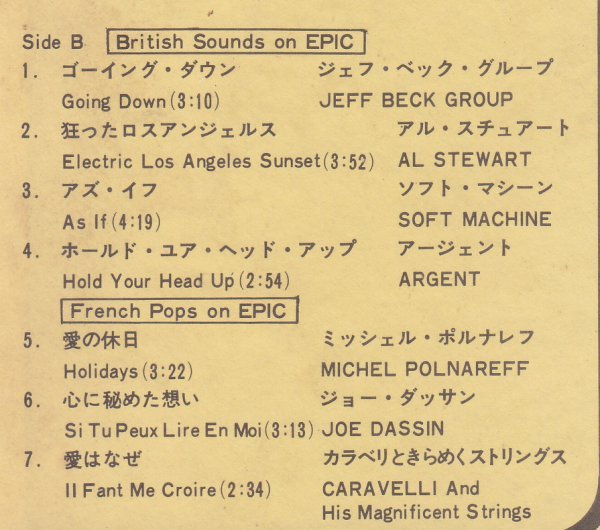 Side B British Sounds on EPIC
1. ゴーイング・ダウン ジェフ・ベック・グループ
Going Down(3:10) JEFF BECK GROUP
2. 狂ったロスアンジェルス アル・スチュアート
Electric Los Angeles Sunset(3:52) AL STEWART
3. アズ・イフ ソフト・マシーン
As If(4:19) SOFT MACHINE
4. ホールド・ユア・ヘッド・アップ アージェント
Hold Your Head Up(2:54) ARGENT
French Pops on EPIC
5. 愛の休日 ミッシェル・ポルナレフ
Holidays(3:22) MICHEL POLNAREFF
6. 心に秘めた想い ジョー・ダッサン
Si Tu Peux Lire En Moi(3:13) JOE DASSIN
7. 愛はなぜ カラベリときらめくストリングス
Il Fant Me Croire(2:34) CARAVELLI And
His Magnificent Strings